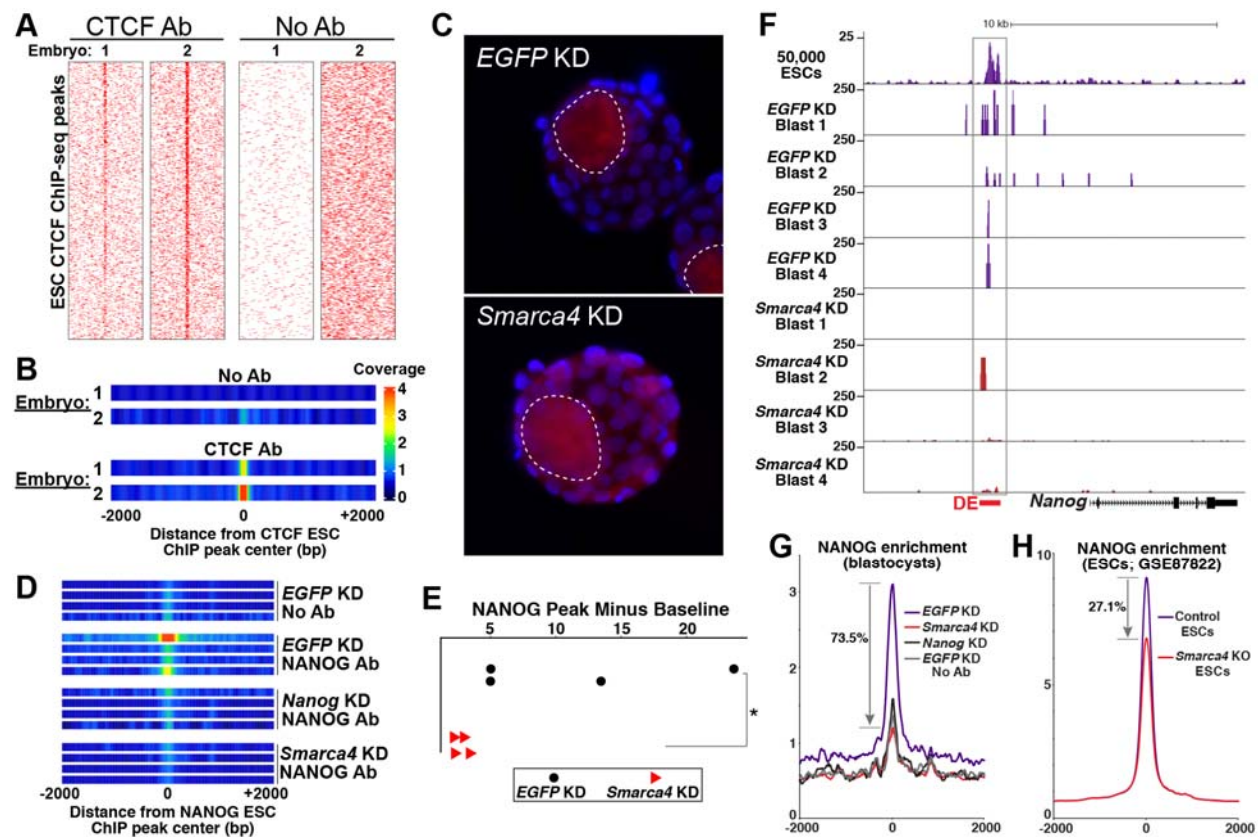 A
CTCF Ab
No Ab
Embryo: 1 2 1 2
ESC CTCF ChIP-seq peaks
B
No Ab
Coverage
Embryo: 1
2
CTCF Ab
Embryo: 1
2
4
3
2
1
0
-2000 0 +2000
Distance from CTCF ESC
ChIP peak center (bp)
C
EGFP KD
Smarca4 KD
D
EGFP KD
No Ab
EGFP KD
NANOG Ab
Nanog KD
NANOG Ab
Smarca4 KD
NANOG Ab
-2000 0 +2000
Distance from NANOG ESC
ChIP peak center (bp)
E
NANOG Peak Minus Baseline
5 10 15 20
*
EGFP KD Smarca4 KD
F
10 kb
25
50,000
ESCs
250
EGFP KD
Blast 1
250
EGFP KD
Blast 2
250
EGFP KD
Blast 3
250
EGFP KD
Blast 4
250
Smarca4 KD
Blast 1
250
Smarca4 KD
Blast 2
250
Smarca4 KD
Blast 3
250
Smarca4 KD
Blast 4
DE Nanog
G
NANOG enrichment
(blastocysts)
3
2
1
0
73.5%
EGFP KD
Smarca4 KD
Nanog KD
EGFP KD
No Ab
-2000 0 2000
H
NANOG enrichment
(ESCs; GSE87822)
10
5
0
27.1%
Control
ESCs
Smarca4 KO
ESCs
-2000 0 2000